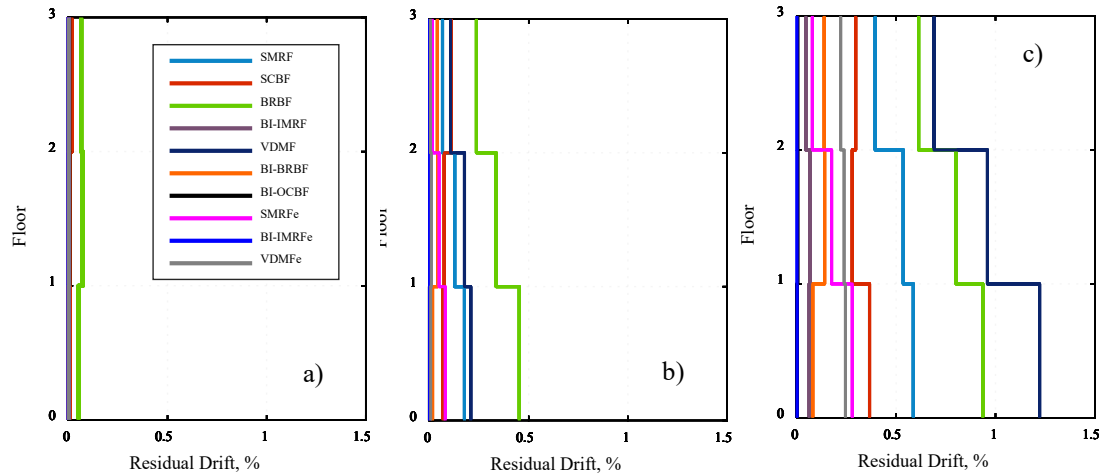 3
2
1
0
Floor
SMRF
SCBF
BRBF
BI-IMRF
VDMF
BI-BRBF
BI-OCBF
SMRFe
BI-IMRFe
VDMFe
a)
0
0.5
1
1.5
Residual Drift, %
3
2
1
0
b)
0
0.5
1
1.5
Residual Drift, %
3
2
1
0
Floor
c)
0
0.5
1
1.5
Residual Drift, %